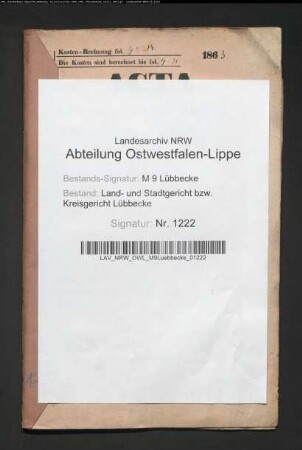 Kosten-Rechnung fol.
1863.
Die Kosten sind berechnet bis fol.
ACTA
Landesarchiv NRW
Abteilung Ostwestfalen-Lippe
Bestands-Signatur: M 9 Lübbecke
Bestand: Land- und Stadtgericht bzw.
Kreisgericht Lübbecke
Signatur: Nr. 1222
LAV_NRW_OWL_M9Luebbecke_01222